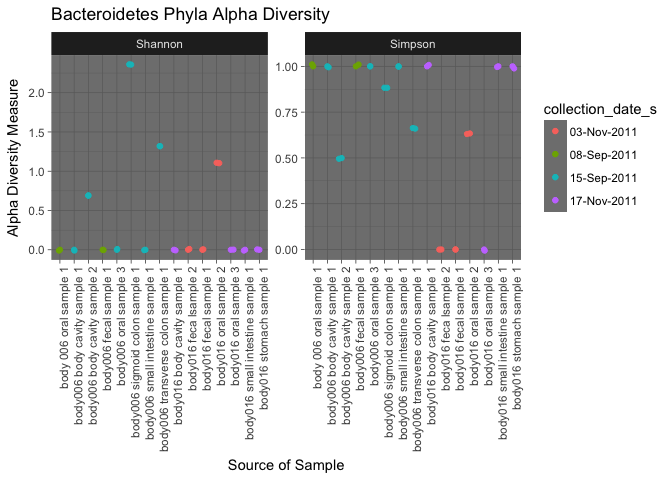 Bacteroidetes Phyla Alpha Diversity
Shannon
Simpson
Alpha Diversity Measure
2.0
1.5
1.0
0.5
0.0
1.00
0.75
0.50
0.25
0.00
body 006 oral sample 1
body006 body cavity sample 1
body006 body cavity sample 2
body006 fecal sample 1
body006 oral sample 3
body006 sigmoid colon sample 1
body006 small intestine sample 1
body006 transverse colon sample 1
body016 body cavity sample 1
body016 feca lsample 2
body016 fecal sample 1
body016 oral sample 2
body016 oral sample 3
body016 small intestine sample 1
body016 stomach sample 1
body 006 oral sample 1
body006 body cavity sample 1
body006 body cavity sample 2
body006 fecal sample 1
body006 oral sample 3
body006 sigmoid colon sample 1
body006 small intestine sample 1
body006 transverse colon sample 1
body016 body cavity sample 1
body016 feca lsample 2
body016 fecal sample 1
body016 oral sample 2
body016 oral sample 3
body016 small intestine sample 1
body016 stomach sample 1
Source of Sample
collection_date_s
03-Nov-2011
08-Sep-2011
15-Sep-2011
17-Nov-2011